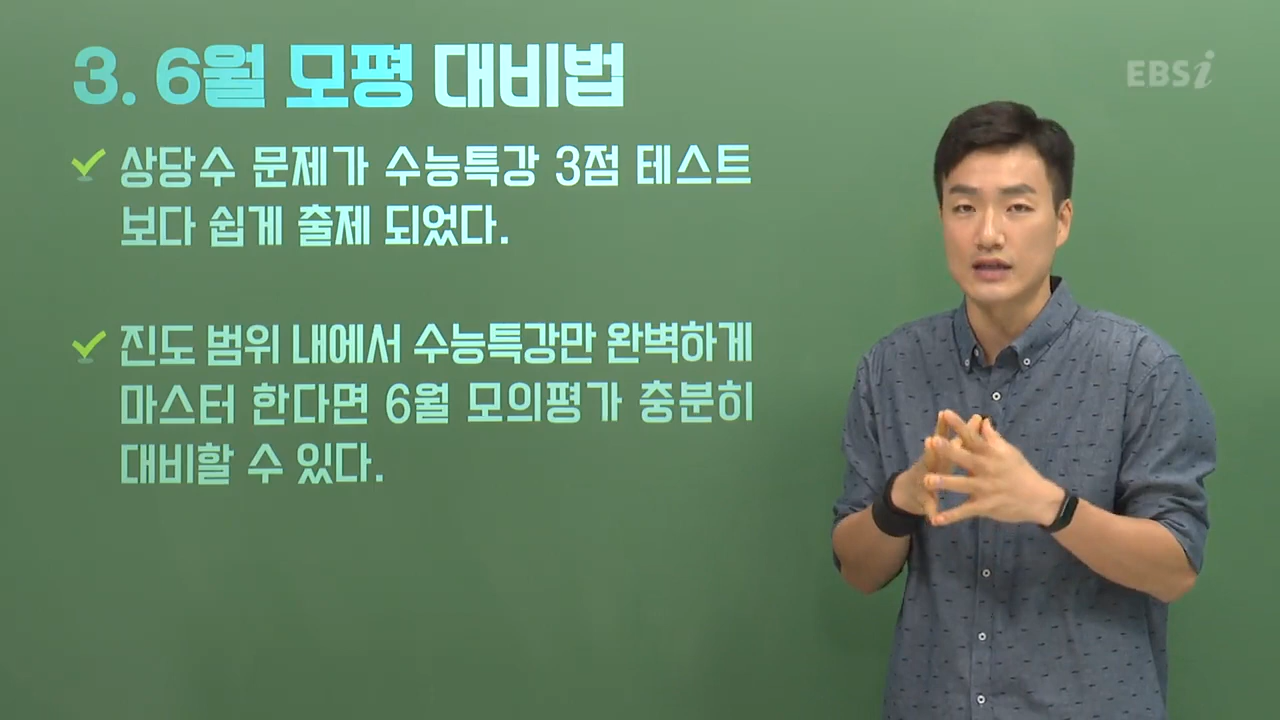 3. 6월 모평 대비법
EBSi
상당수 문제가 수능특강 3점 테스트
보다 쉽게 출제 되었다.
진도 범위 내에서 수능특강만 완벽하게
마스터 한다면 6월 모의평가 충분히
대비할 수 있다.